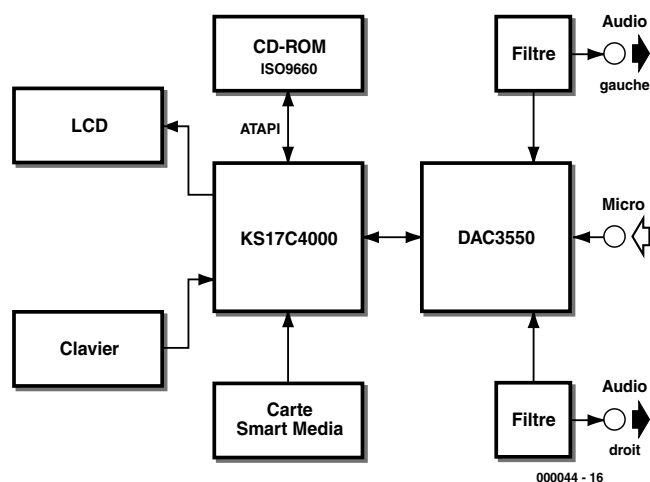 CD-ROM
ISO9660
Filtre
Audio
gauche
LCD
ATAPI
KS17C4000
DAC3550
Micro
Clavier
Carte
Smart Media
Filtre
Audio
droit
000044 - 16